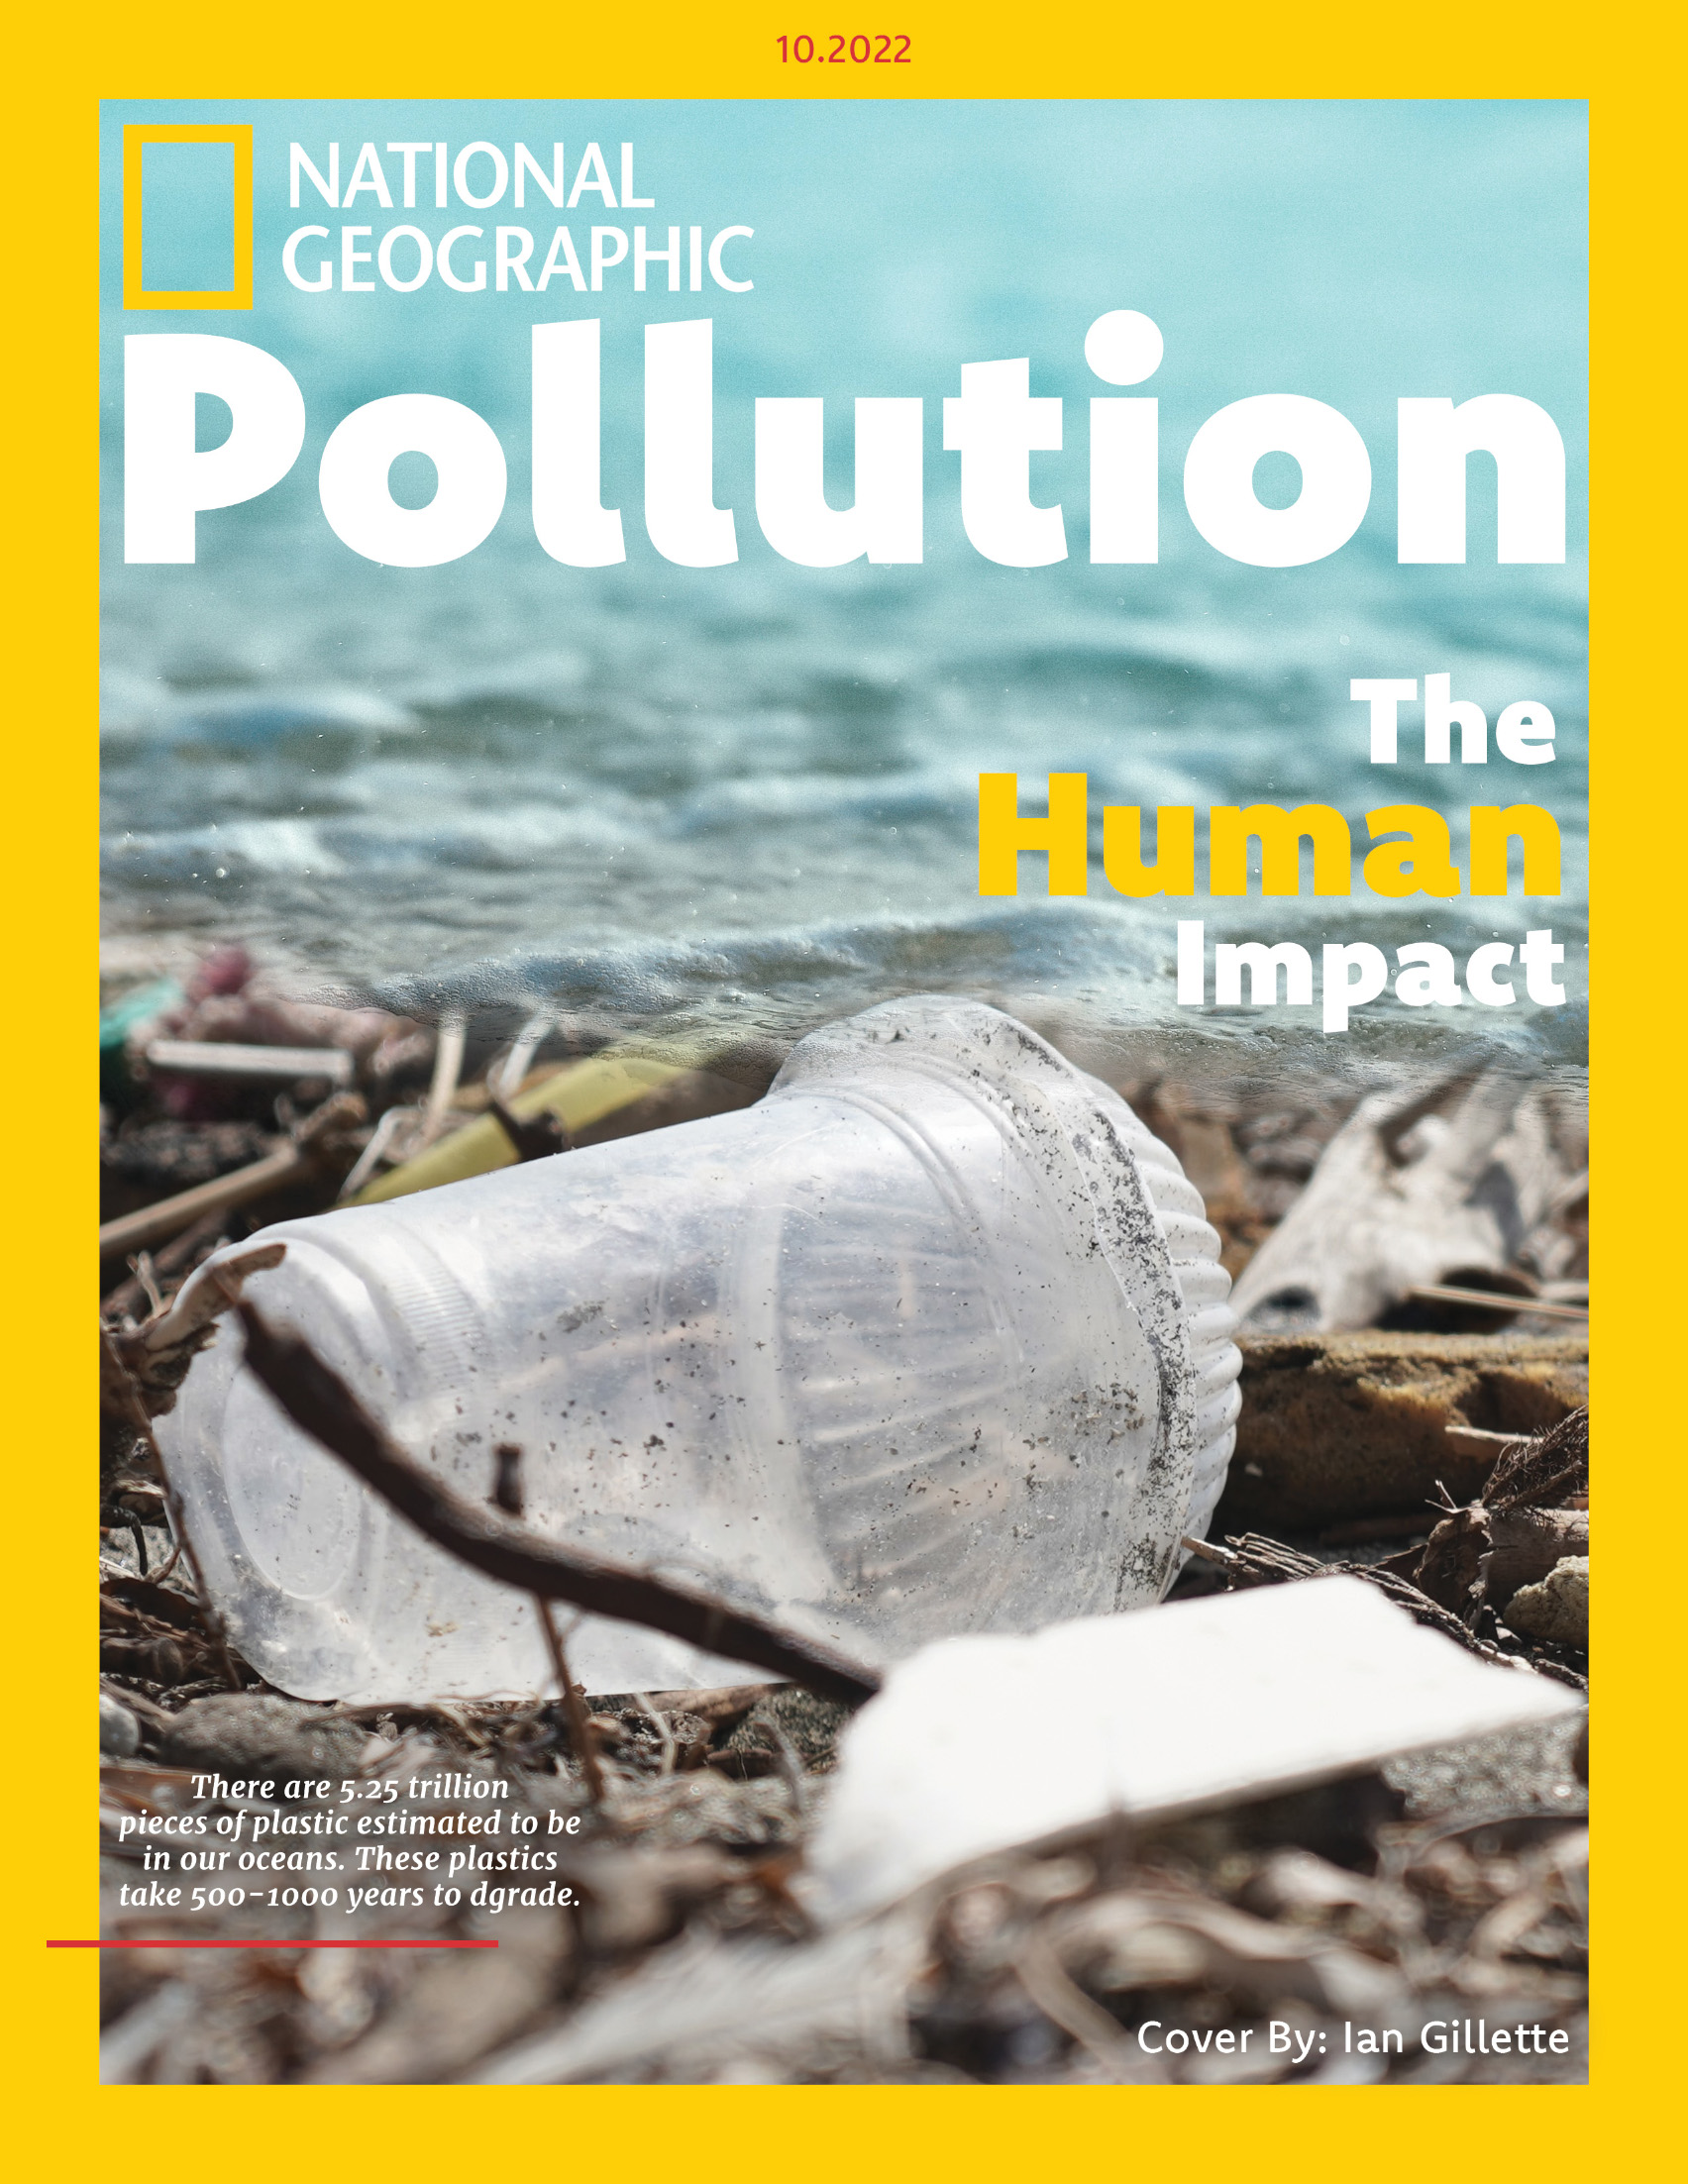 10.2022
NATIONAL
GEOGRAPHIC
Pollution
The
Human
Impact
There are 5.25 trillion
pieces of plastic estimated to be
in our oceans. These plastics
take 500-1000 years to dgrade.
Cover By: Ian Gillette